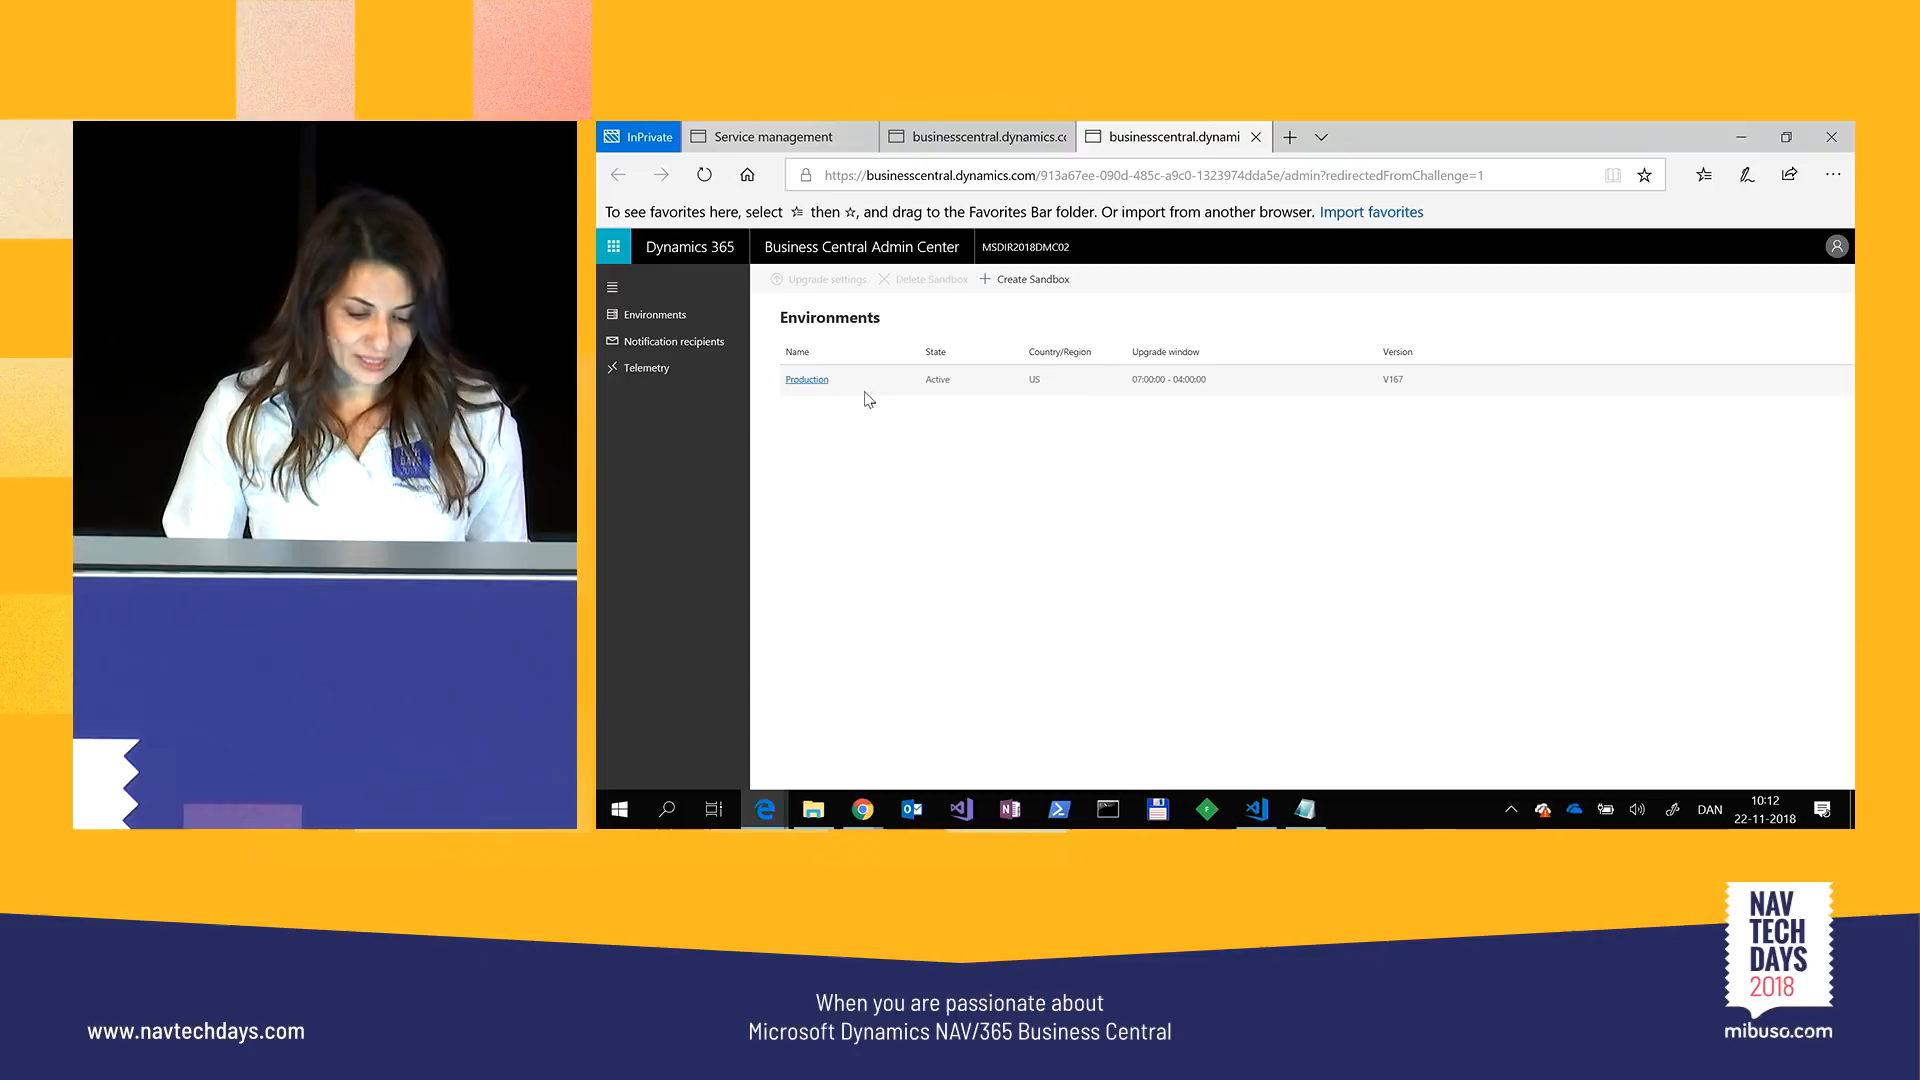 InPrivate
Service management
businesscentral.dynamics.cc
businesscentral.dynami
https://businesscentral.dynamics.com/913a67ee-090d-485c-a9c0-1323974dda5e/admin?redirectedFromChallenge=1
To see favorites here, select then , and drag to the Favorites Bar folder. Or import from another browser. Import favorites
Dynamics 365
Business Central Admin Center
MSDIR2018DMC02
Upgrade settings
Delete Sandbox
Create Sandbox
Environments
Notification recipients
Telemetry
Environments
Name State Country/Region Upgrade window Version
Production Active US 07:00:00 - 04:00:00 V167
DAN
10:12
22-11-2018
NAV
TECH
DAYS
2018
mibuso.com
www.navtechdays.com
When you are passionate about
Microsoft Dynamics NAV/365 Business Central